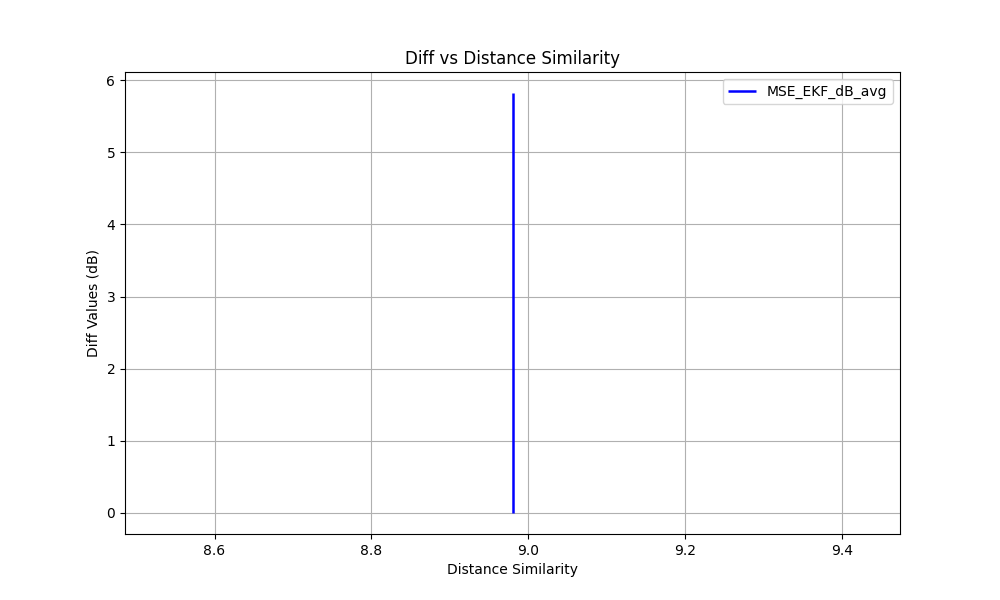 Diff vs Distance Similarity
MSE_EKF_dB_avg
6
5
4
3
2
1
0
Diff Values (dB)
8.6 8.8 9.0 9.2 9.4
Distance Similarity